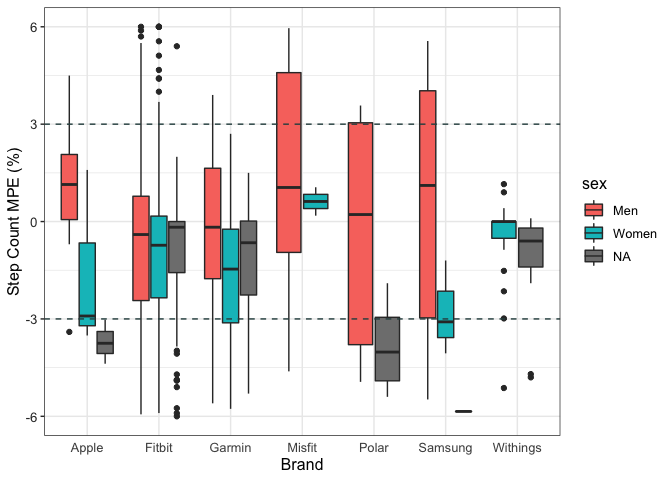 6
3
0
-3
-6
Step Count MPE (%)
Apple Fitbit Garmin Misfit Polar Samsung Withings
Brand
sex
Men
Women
NA